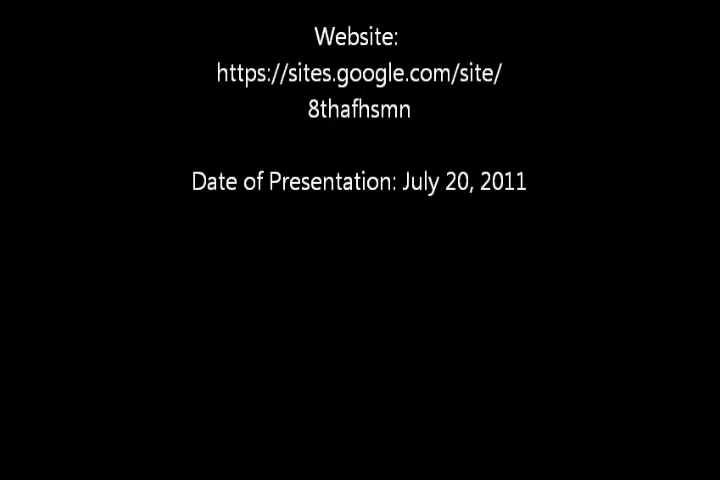 Website:
https://sites.google.com/site/
8thafhsmn
Date of Presentation: July 20, 2011